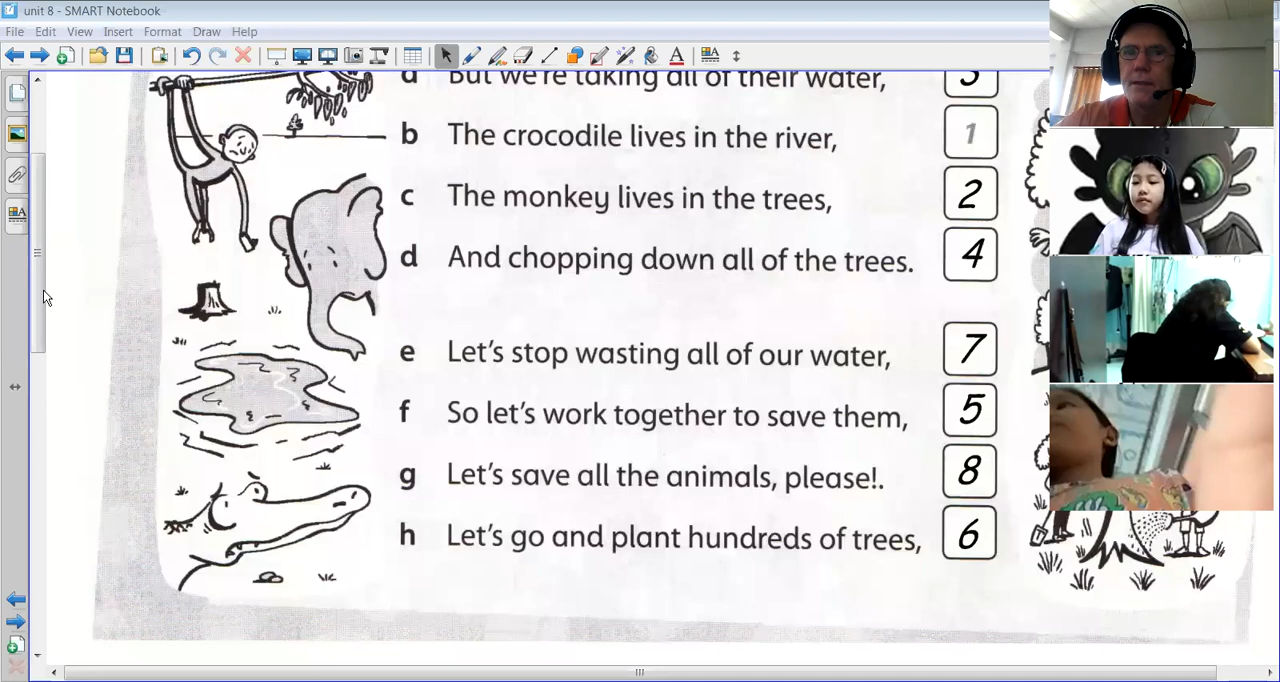 unit 8 - SMART Notebook
File Edit View Insert Format Draw Help
a But we're taking all of their water, 3
b The crocodile lives in the river, 1
c The monkey lives in the trees, 2
d And chopping down all of the trees. 4
e Let's stop wasting all of our water, 7
f So let's work together to save them, 5
g Let's save all the animals, please!. 8
h Let's go and plant hundreds of trees, 6